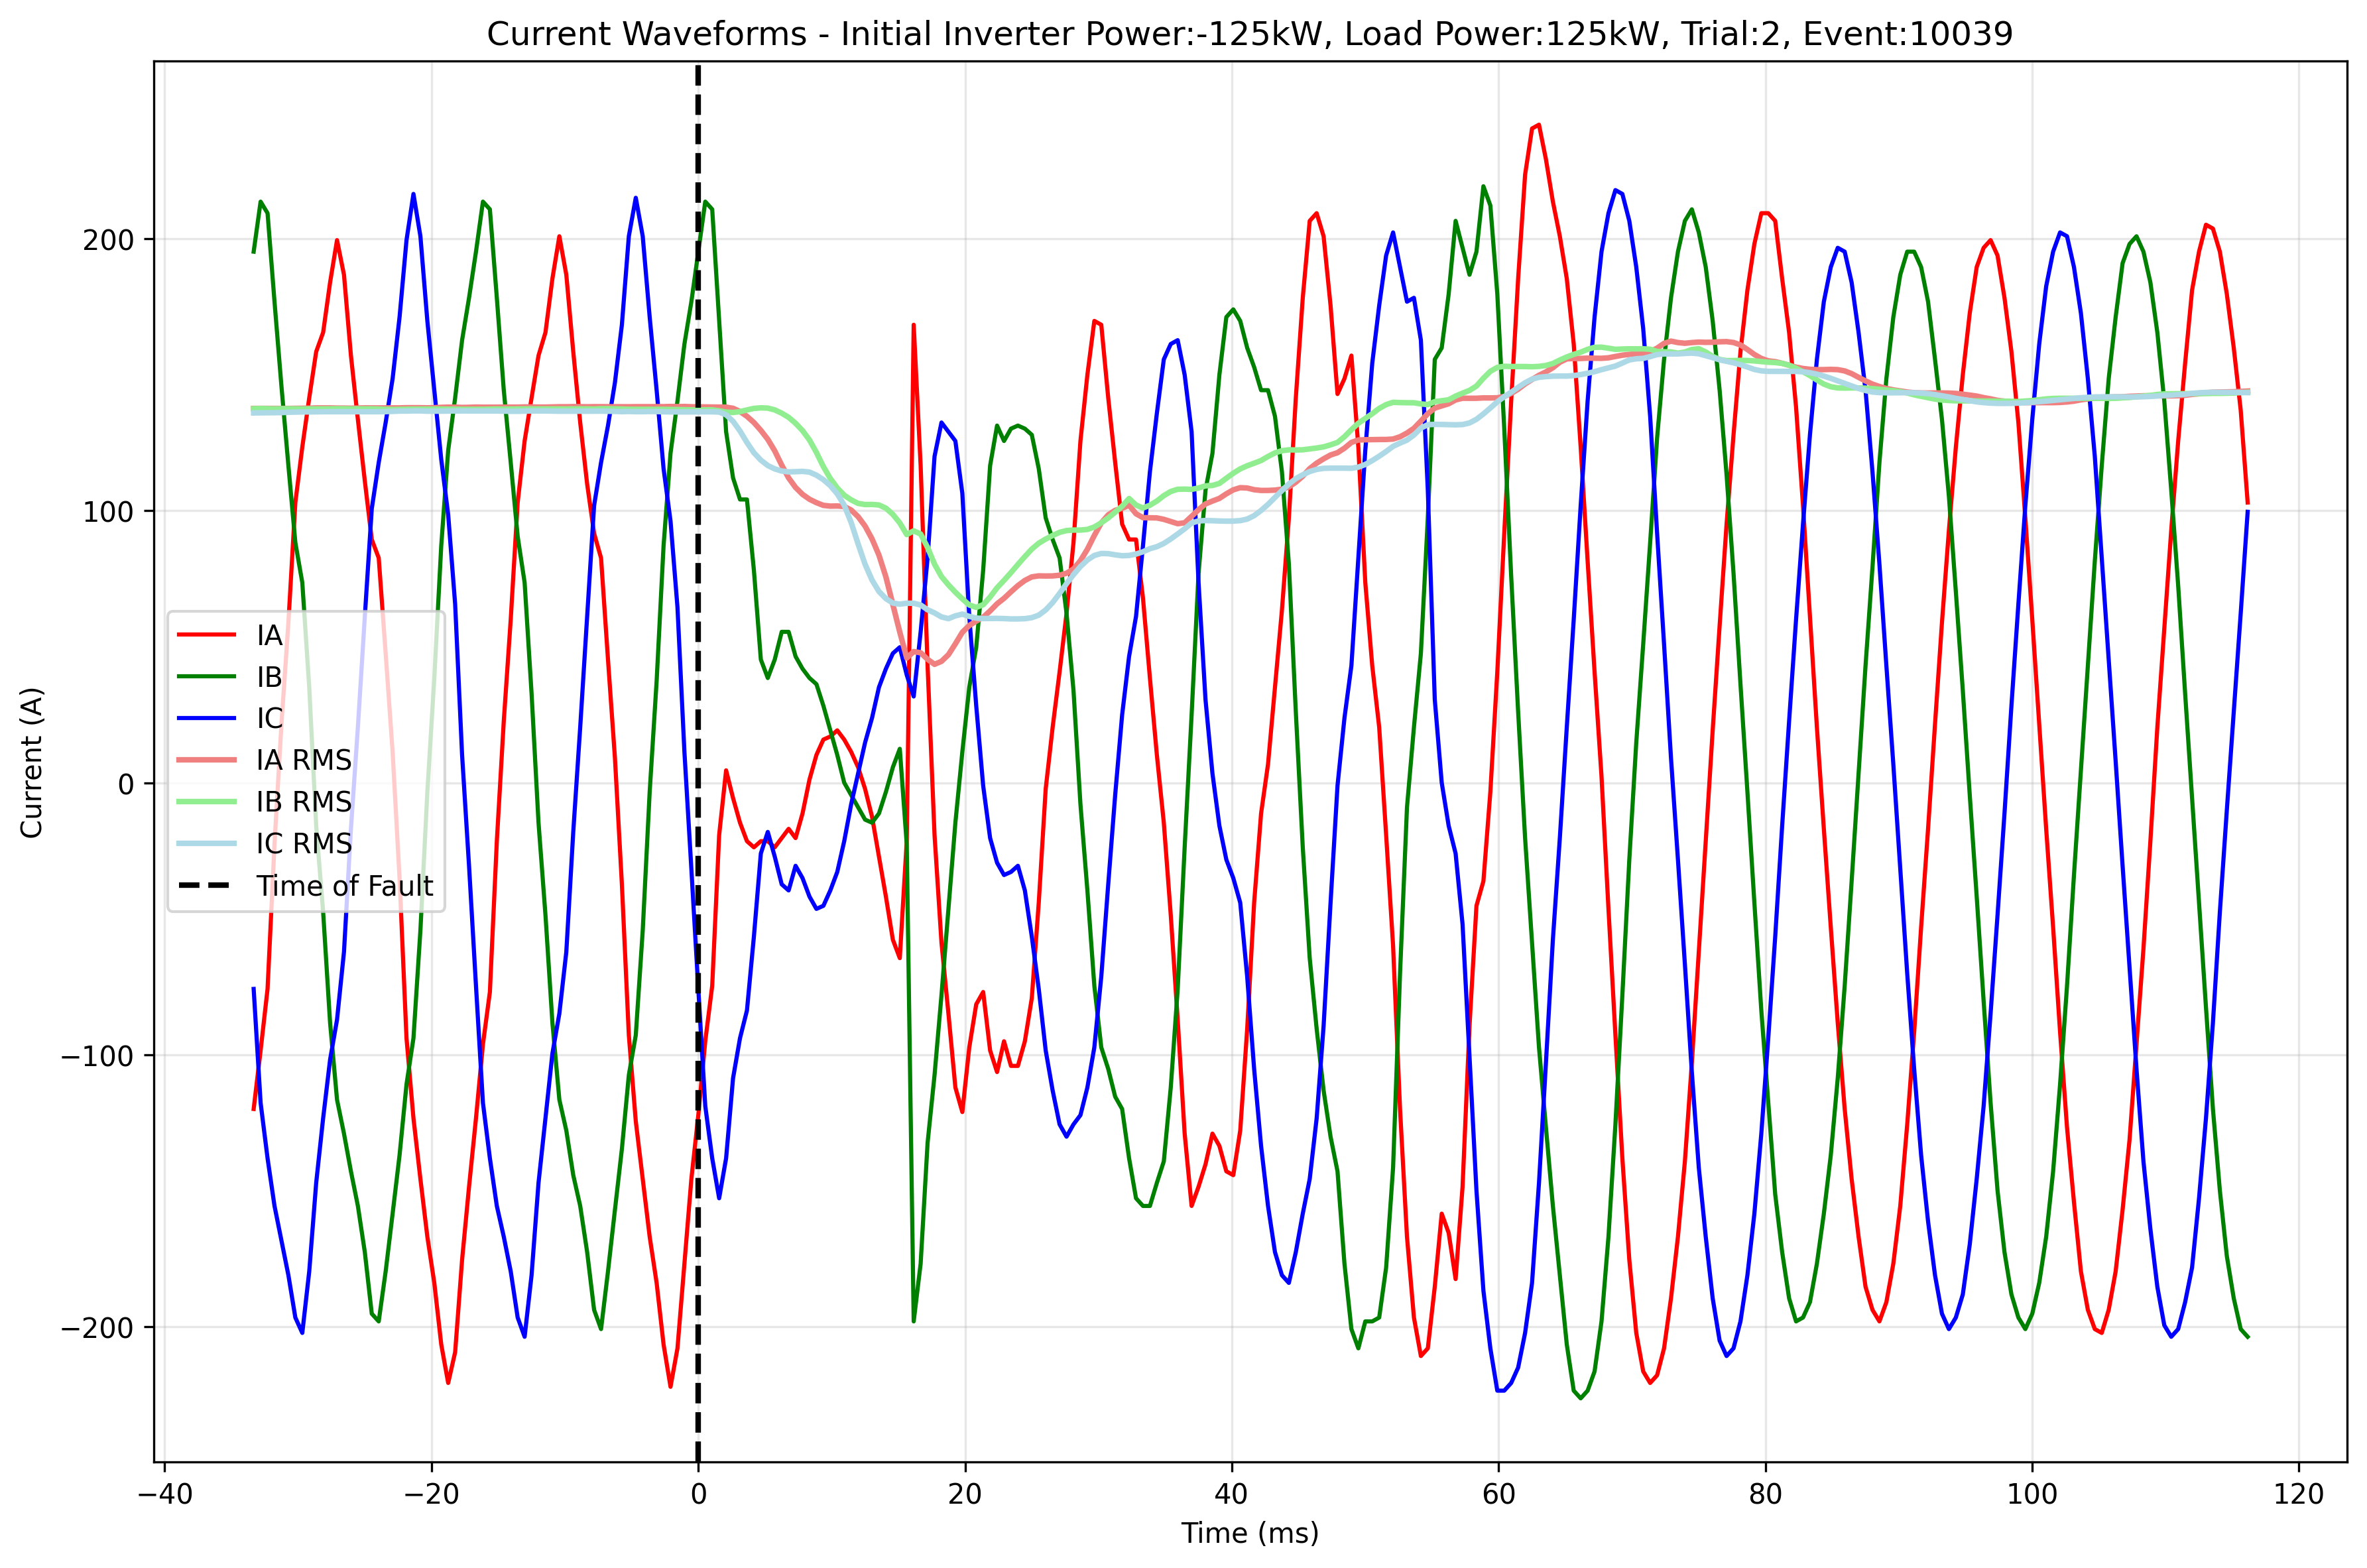 Current Waveforms - Initial Inverter Power:-125kW, Load Power:125kW, Trial:2, Event:10039
Current (A)
200
100
0
−100
−200
IA
IB
IC
IA RMS
IB RMS
IC RMS
Time of Fault
−40 −20 0 20 40 60 80 100 120
Time (ms)